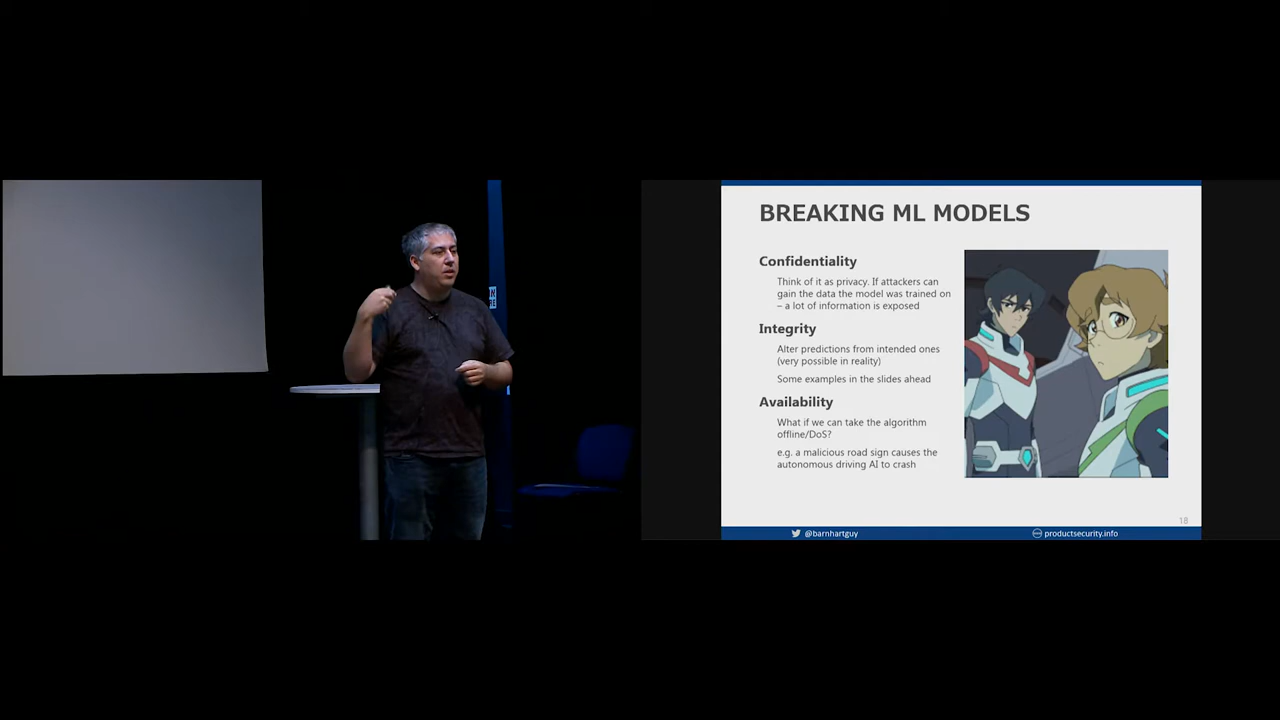 BREAKING ML MODELS
Confidentiality
Think of it as privacy. If attackers can
gain the data the model was trained on
– a lot of information is exposed
Integrity
Alter predictions from intended ones
(very possible in reality)
Some examples in the slides ahead
Availability
What if we can take the algorithm
offline/DoS?
e.g. a malicious road sign causes the
autonomous driving AI to crash
18
@barnhartguy
productsecurity.info